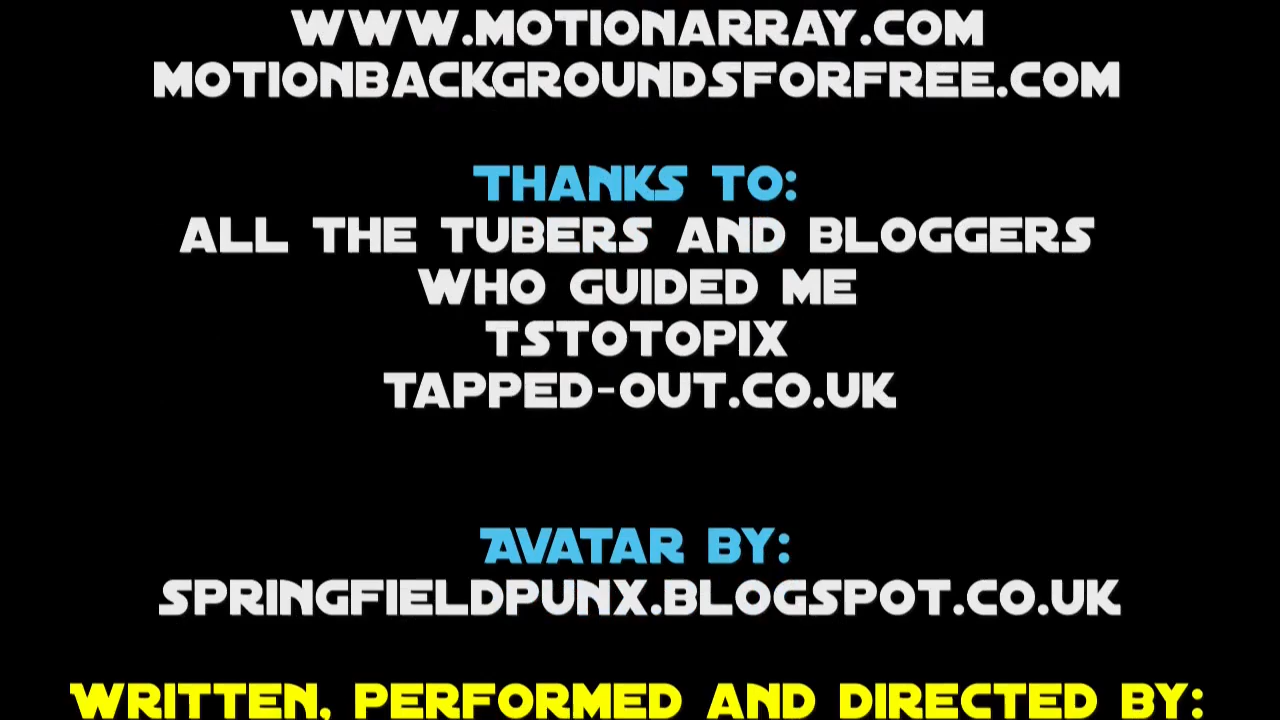 WWW.MOTIONARRAY.COM
MOTIONBACKGROUNDSFORFREE.COM
THANKS TO:
ALL THE TUBERS AND BLOGGERS
WHO GUIDED ME
TSTOTOPIX
TAPPED-OUT.CO.UK
AVATAR BY:
SPRINGFIELDPUNX.BLOGSPOT.CO.UK
WRITTEN, PERFORMED AND DIRECTED BY: